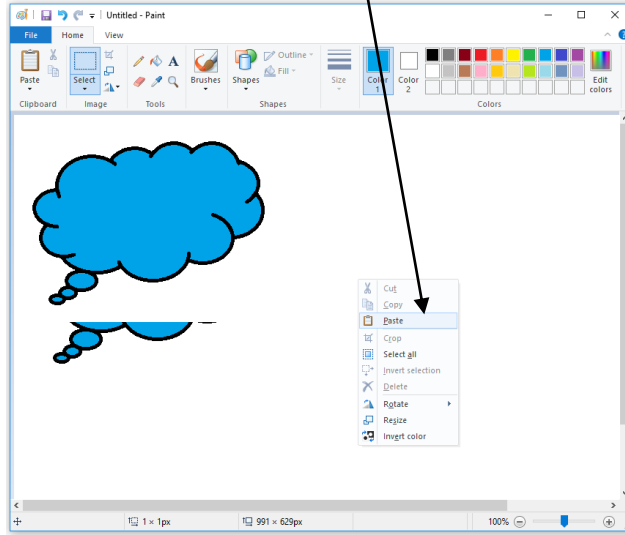 Untitled - Paint
File Home View
Paste
Select
Brushes
Shapes
Outline
Fill
Size
Color 1
Color 2
Edit colors
Clipboard Image Tools Shapes Colors
Cut
Copy
Paste
Crop
Select all
Invert selection
Delete
Rotate
Resize
Invert color
1 × 1px 991 × 629px 100%